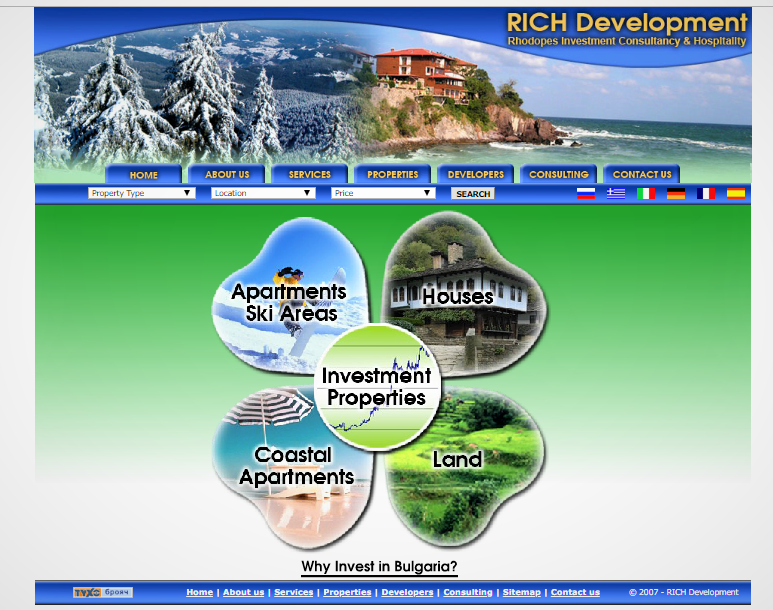 RICH Development
Rhodopes Investment Consultancy & Hospitality
HOME ABOUT US SERVICES PROPERTIES DEVELOPERS CONSULTING CONTACT US
Property Type Location Price SEARCH
Apartments
Ski Areas
Houses
Investment
Properties
Coastal
Apartments
Land
Why Invest in Bulgaria?
TYXO брояч Home | About us | Services | Properties | Developers | Consulting | Sitemap | Contact us © 2007 - RICH Development